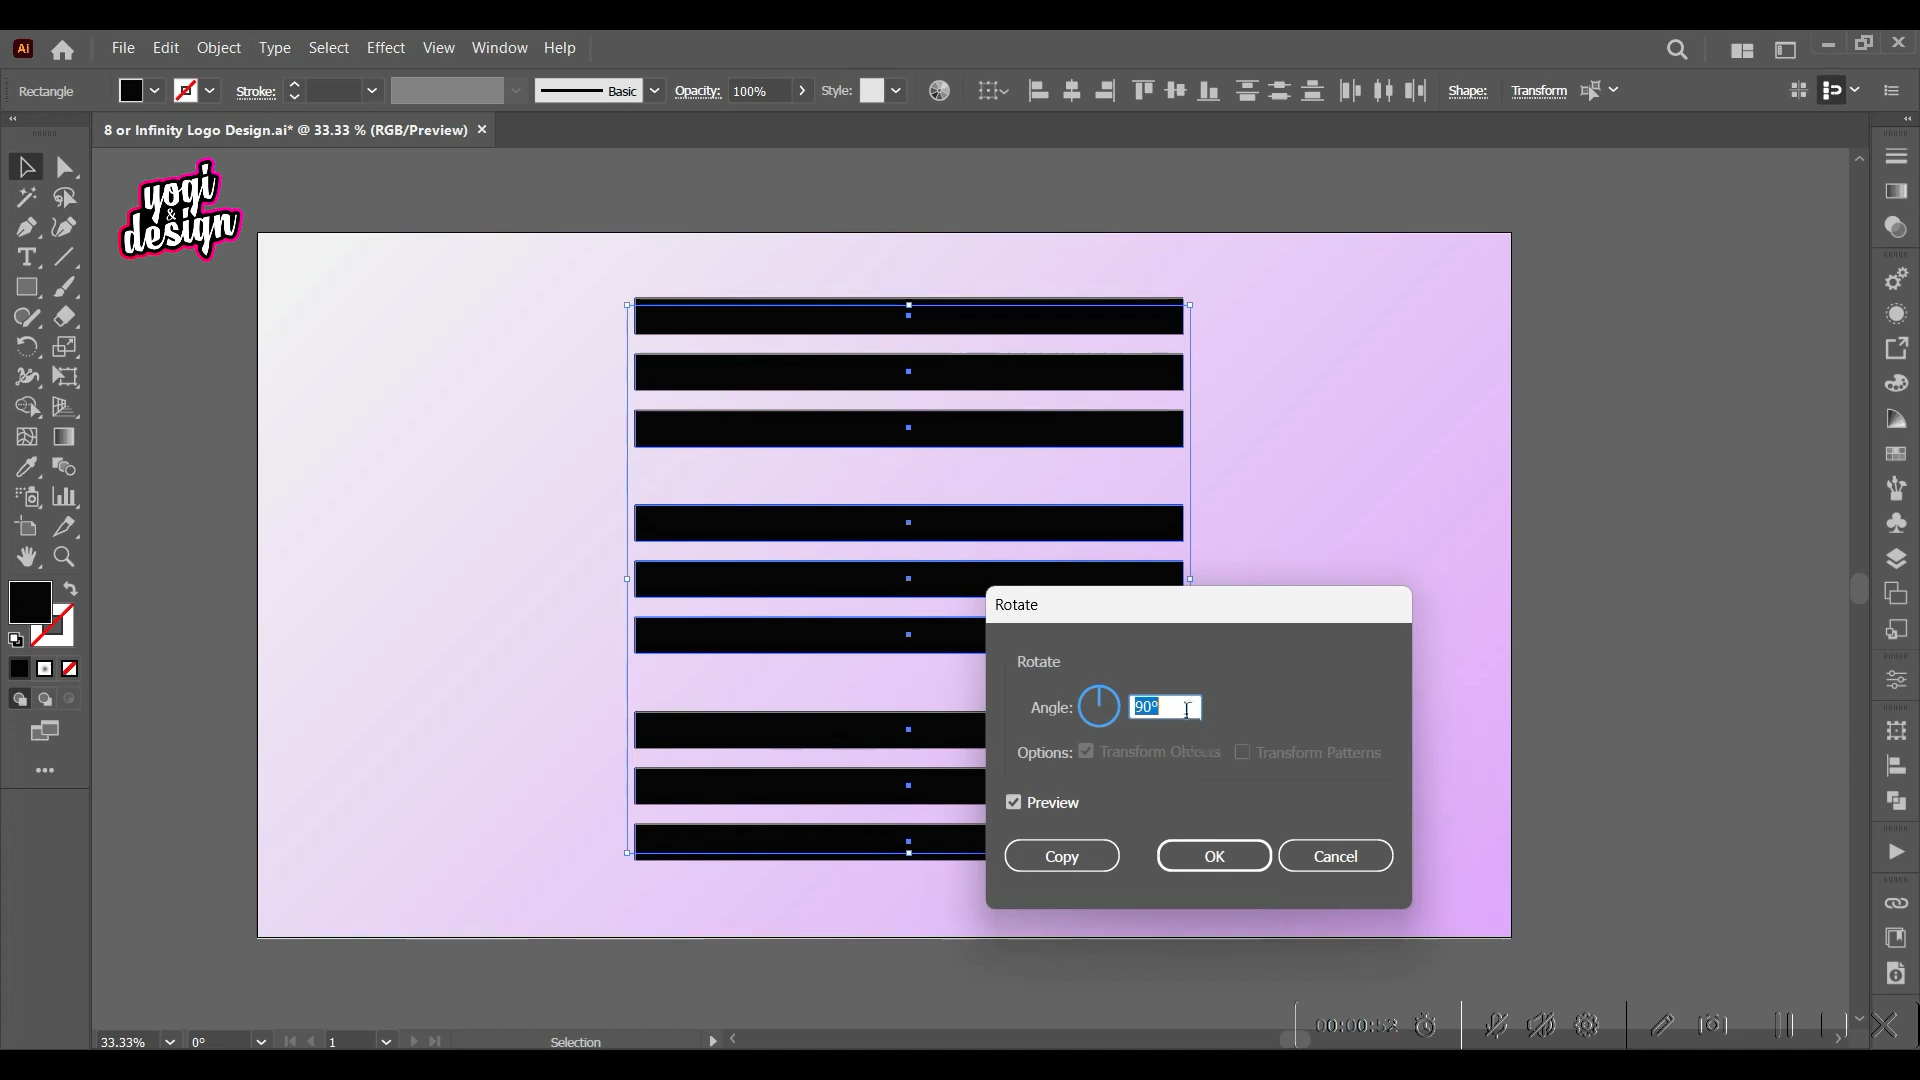 Ai File Edit Object Type Select Effect View Window Help
Rectangle Stroke: Basic Opacity: 100% Style: Shape: Transform
8 or Infinity Logo Design.ai* @ 33.33 % (RGB/Preview)
yogi
&
design
Rotate
Rotate
Angle: 90°
Options: Transform Objects Transform Patterns
Preview
Copy OK Cancel
00:00:52
33.33% 0° 1 Selection